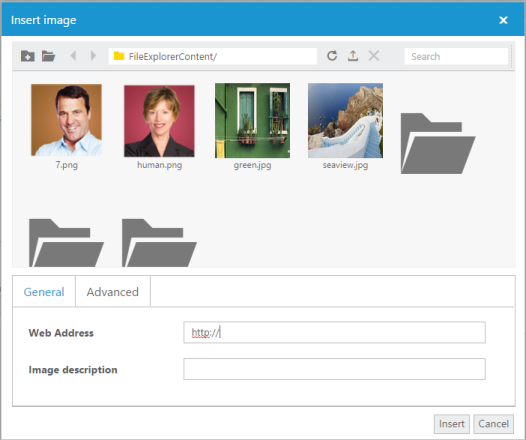 Insert image
FileExplorerContent/
Search
7.png
human.png
green.jpg
seaview.jpg
General
Advanced
Web Address
http://
Image description
Insert
Cancel